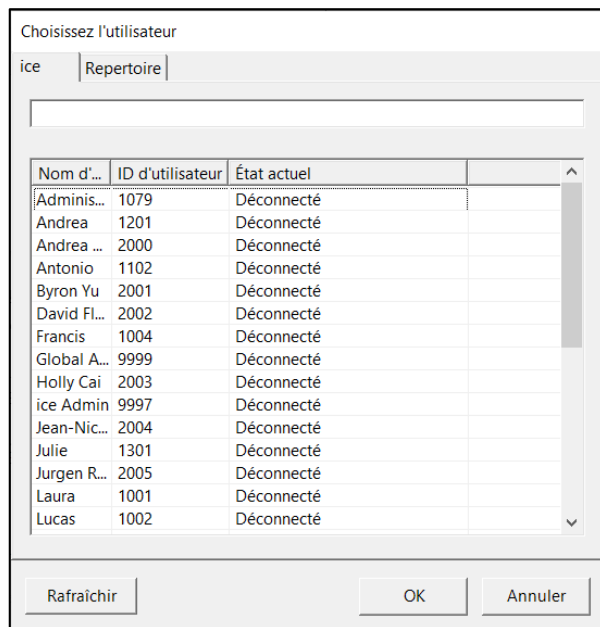 Choisissez l'utilisateur
ice Repertoire
Nom d'... ID d'utilisateur État actuel
Adminis... 1079 Déconnecté
Andrea 1201 Déconnecté
Andrea ... 2000 Déconnecté
Antonio 1102 Déconnecté
Byron Yu 2001 Déconnecté
David Fl... 2002 Déconnecté
Francis 1004 Déconnecté
Global A... 9999 Déconnecté
Holly Cai 2003 Déconnecté
ice Admin 9997 Déconnecté
Jean-Nic... 2004 Déconnecté
Julie 1301 Déconnecté
Jurgen R... 2005 Déconnecté
Laura 1001 Déconnecté
Lucas 1002 Déconnecté
Rafraîchir OK Annuler